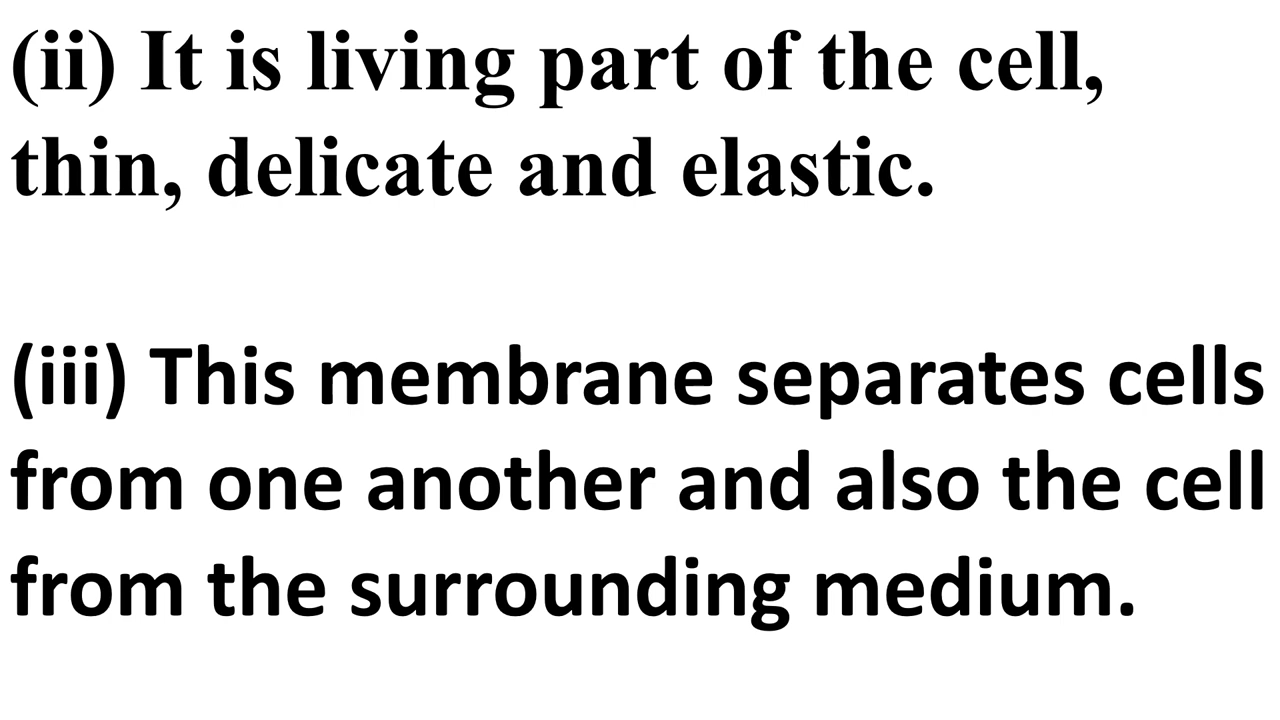 (ii) It is living part of the cell,
thin, delicate and elastic.
(iii) This membrane separates cells
from one another and also the cell
from the surrounding medium.